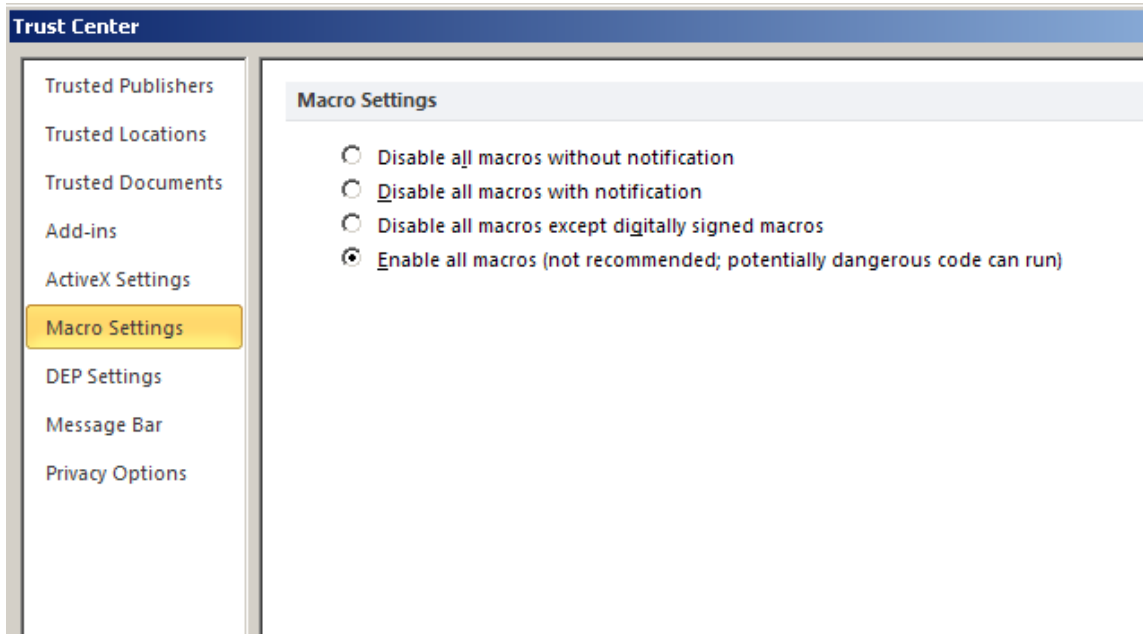 Trust Center
Trusted Publishers
Trusted Locations
Trusted Documents
Add-ins
ActiveX Settings
Macro Settings
DEP Settings
Message Bar
Privacy Options
Macro Settings
Disable all macros without notification
Disable all macros with notification
Disable all macros except digitally signed macros
Enable all macros (not recommended; potentially dangerous code can run)